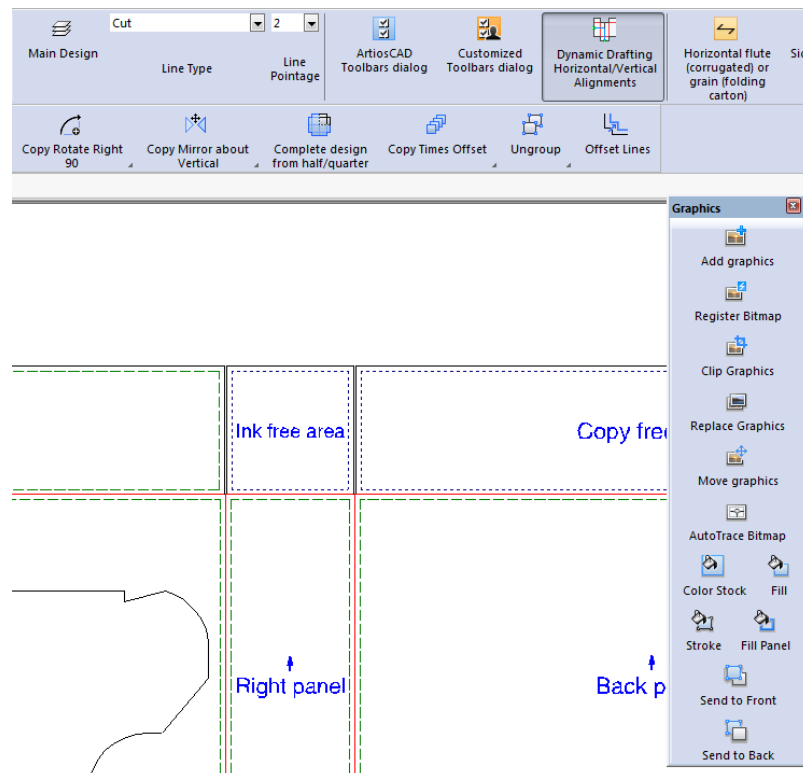 Cut
2
Main Design
Line Type
Line
Pointage
ArtiosCAD
Toolbars dialog
Customized
Toolbars dialog
Dynamic Drafting
Horizontal/Vertical
Alignments
Horizontal flute
(corrugated) or
grain (folding
carton)
Copy Rotate Right
90
Copy Mirror about
Vertical
Complete design
from half/quarter
Copy Times Offset
Ungroup
Offset Lines
Graphics
Add graphics
Register Bitmap
Clip Graphics
Replace Graphics
Move graphics
AutoTrace Bitmap
Color Stock
Fill
Stroke
Fill Panel
Send to Front
Send to Back
Ink free area
Copy free
Right panel
Back p